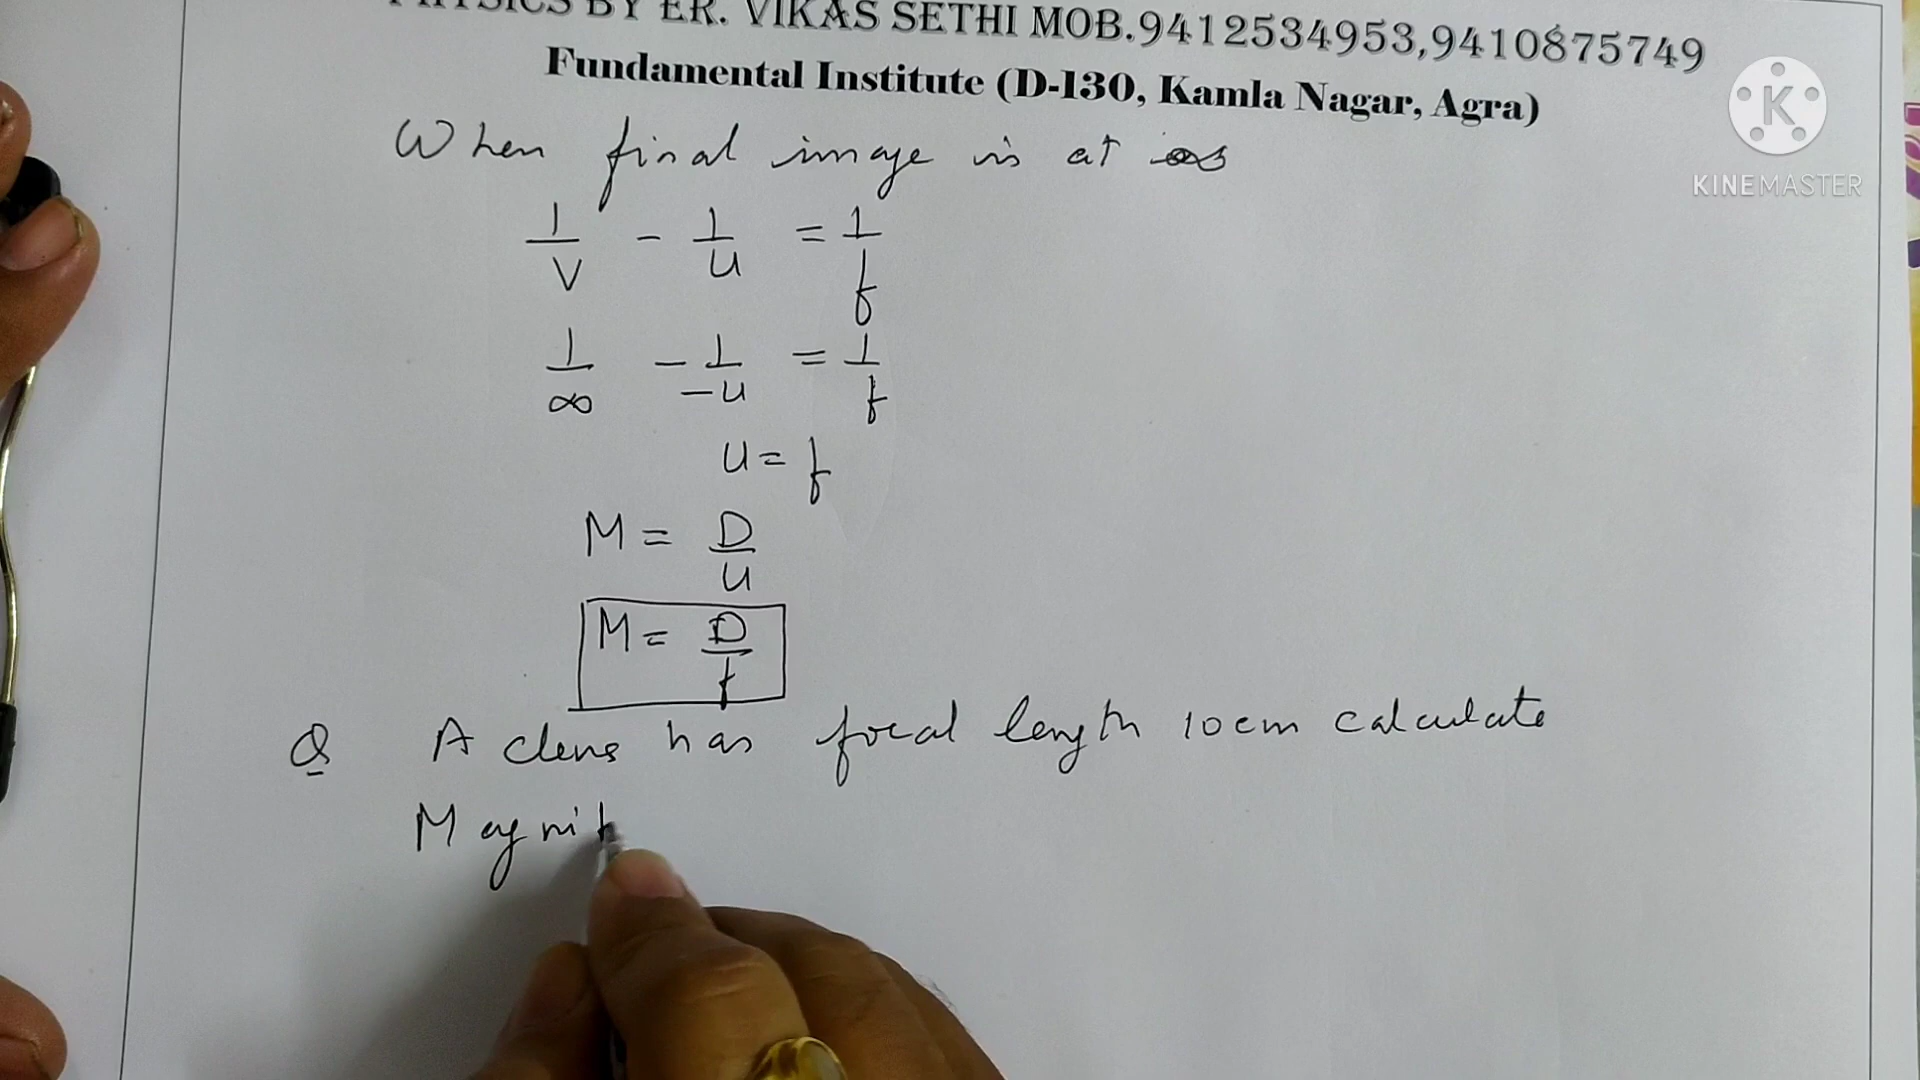 PHYSICS BY ER. VIKAS SETHI MOB.9412534953,9410875749
Fundamental Institute (D-130, Kamla Nagar, Agra)
K
KINEMASTER
When final image is at ∞
1/V - 1/u = 1/f
1/∞ - 1/-u = 1/f
u = f
M = D/u
M = D/f
Q A clens has focal length 10cm calculate
Magnif